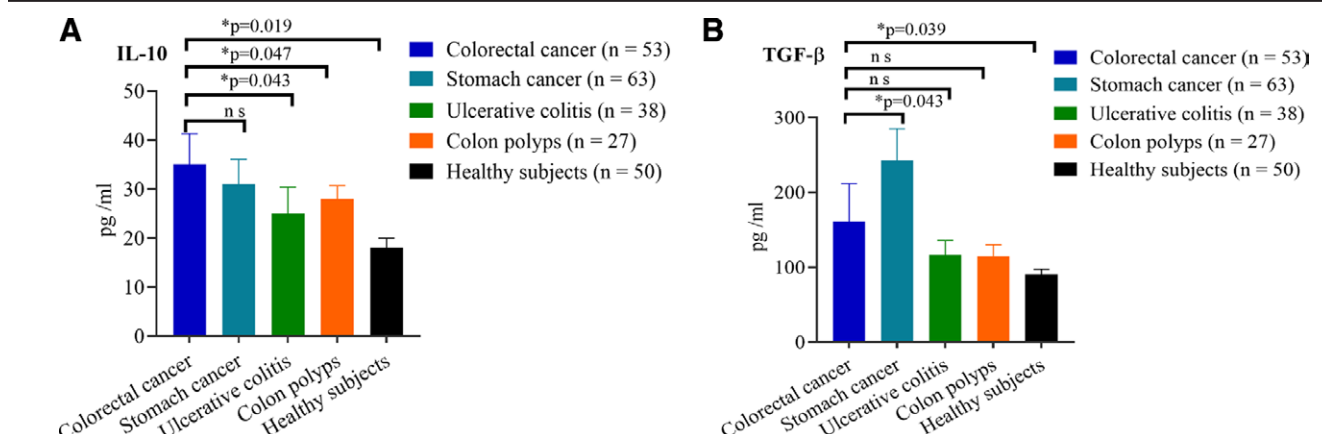 A
IL-10
*p=0.019
*p=0.047
*p=0.043
ns
50
40
30
20
10
0
pg /ml
Colorectal cancer
Stomach cancer
Ulcerative colitis
Colon polyps
Healthy subjects
Colorectal cancer (n = 53)
Stomach cancer (n = 63)
Ulcerative colitis (n = 38)
Colon polyps (n = 27)
Healthy subjects (n = 50)
B
TGF-β
*p=0.039
ns
ns
*p=0.043
300
200
100
0
pg /ml
Colorectal cancer
Stomach cancer
Ulcerative colitis
Colon polyps
Healthy subjects
Colorectal cancer (n = 53)
Stomach cancer (n = 63)
Ulcerative colitis (n = 38)
Colon polyps (n = 27)
Healthy subjects (n = 50)